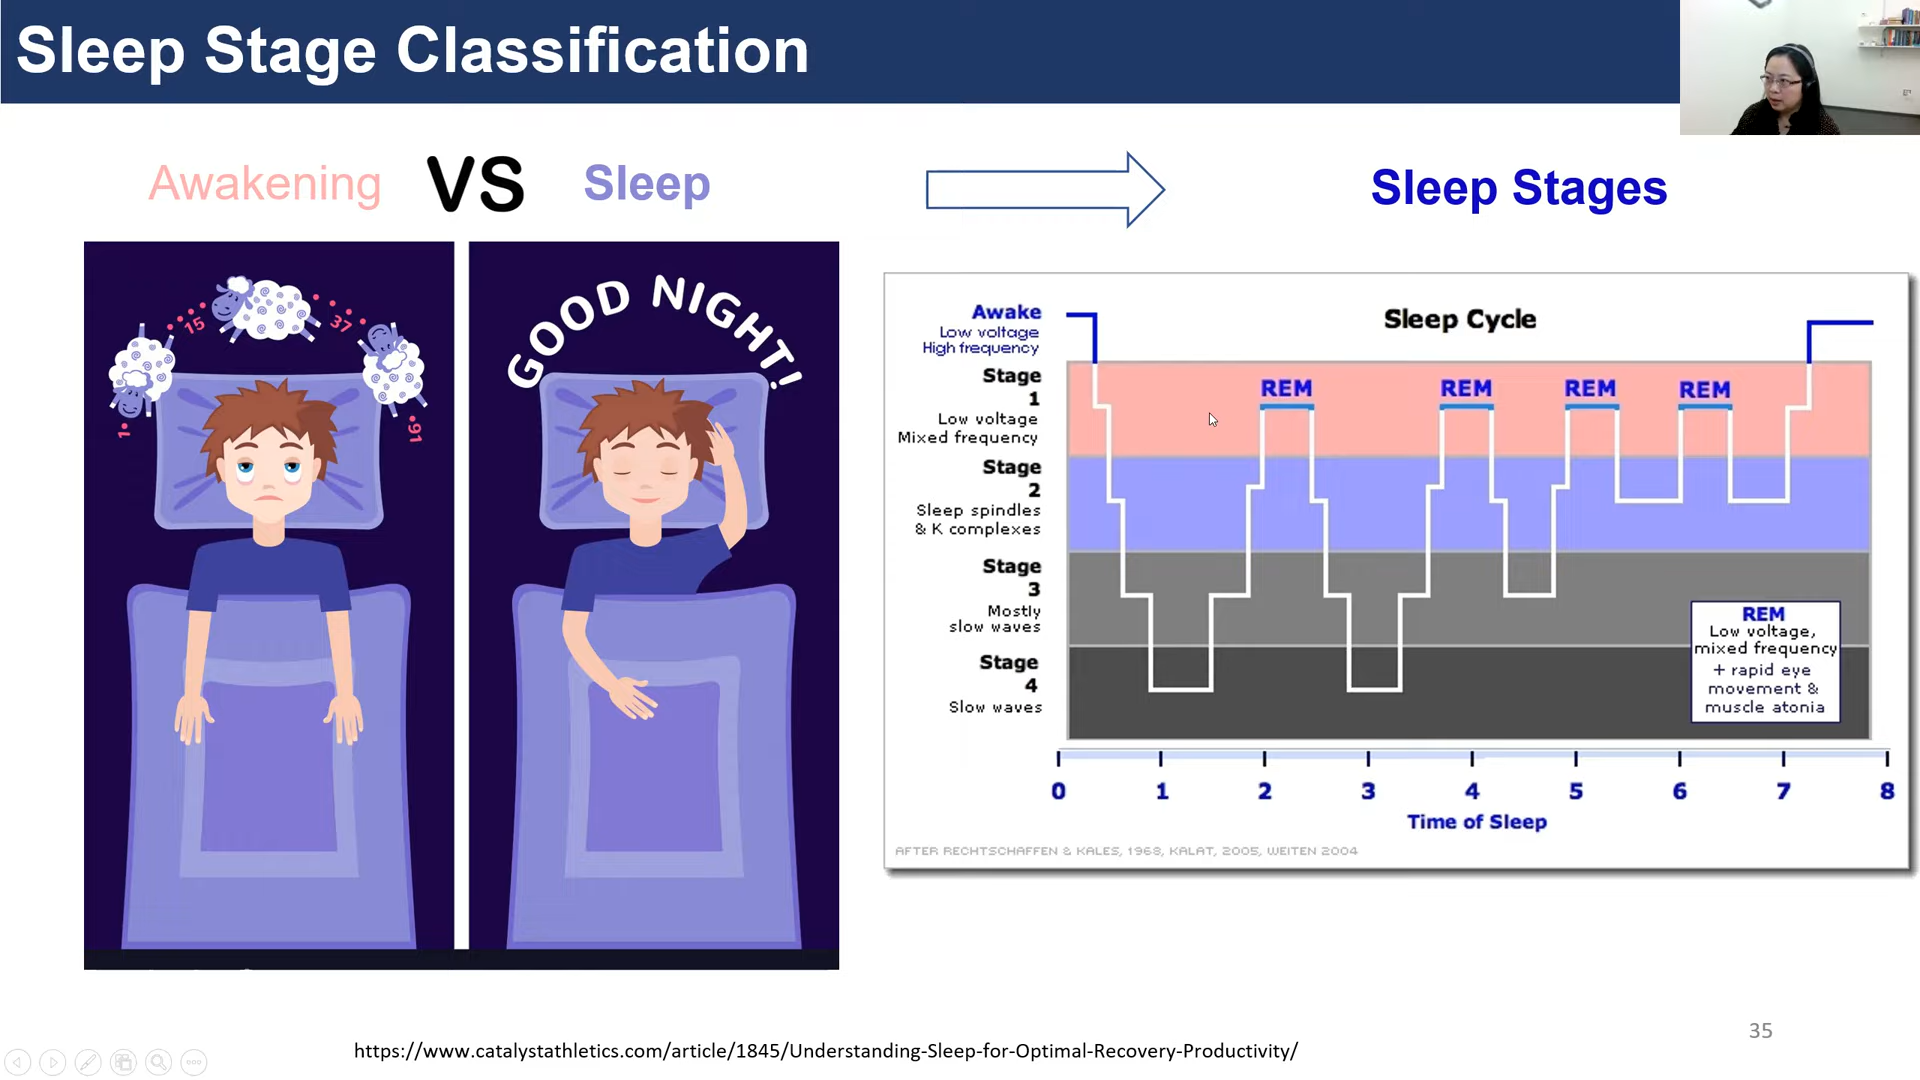 Sleep Stage Classification
Awakening VS Sleep
Sleep Stages
15
37
1
91
GOOD NIGHT!
Sleep Cycle
Awake
Low voltage
High frequency
Stage
1
Low voltage
Mixed frequency
Stage
2
Sleep spindles
& K complexes
Stage
3
Mostly
slow waves
Stage
4
Slow waves
REM
REM
REM
REM
REM
Low voltage,
mixed frequency
+ rapid eye
movement &
muscle atonia
0 1 2 3 4 5 6 7 8
Time of Sleep
AFTER RECHTSCHAFFEN & KALES, 1968, KALAT, 2005, WEITEN 2004
35
https://www.catalystathletics.com/article/1845/Understanding-Sleep-for-Optimal-Recovery-Productivity/